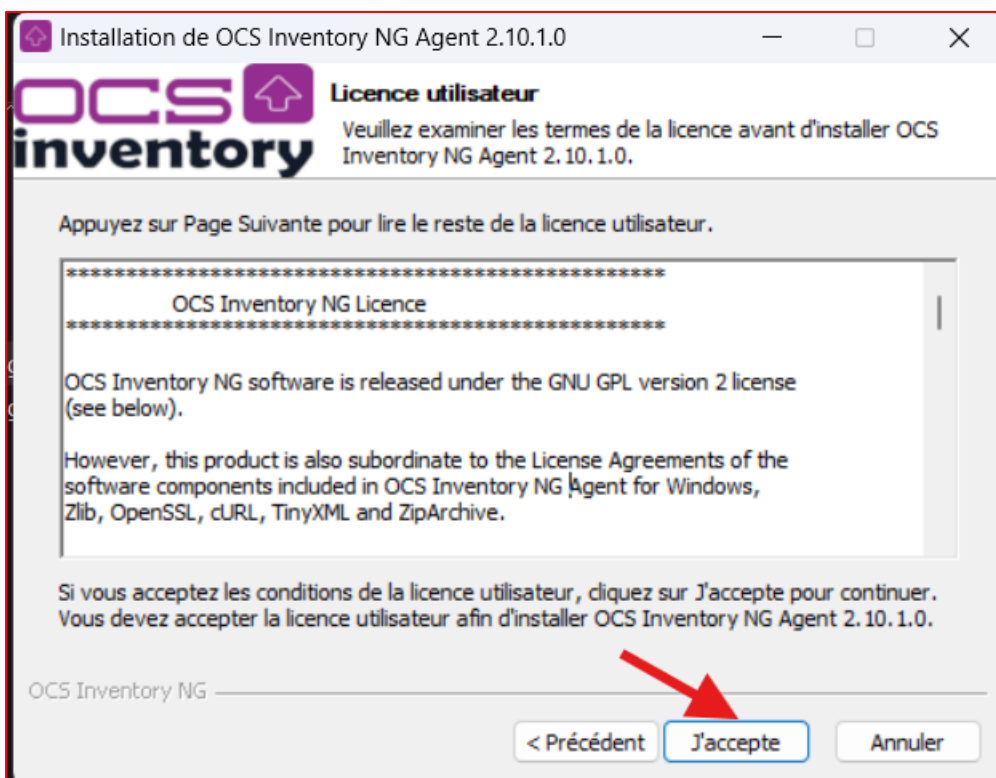 Installation de OCS Inventory NG Agent 2.10.1.0
OCS
inventory
Licence utilisateur
Veuillez examiner les termes de la licence avant d'installer OCS
Inventory NG Agent 2.10.1.0.
Appuyez sur Page Suivante pour lire le reste de la licence utilisateur.
****************************************************
OCS Inventory NG Licence
****************************************************
OCS Inventory NG software is released under the GNU GPL version 2 license
(see below).
However, this product is also subordinate to the License Agreements of the
software components included in OCS Inventory NG Agent for Windows,
Zlib, OpenSSL, cURL, TinyXML and ZipArchive.
Si vous acceptez les conditions de la licence utilisateur, cliquez sur J'accepte pour continuer.
Vous devez accepter la licence utilisateur afin d'installer OCS Inventory NG Agent 2.10.1.0.
OCS Inventory NG
< Précédent
J'accepte
Annuler